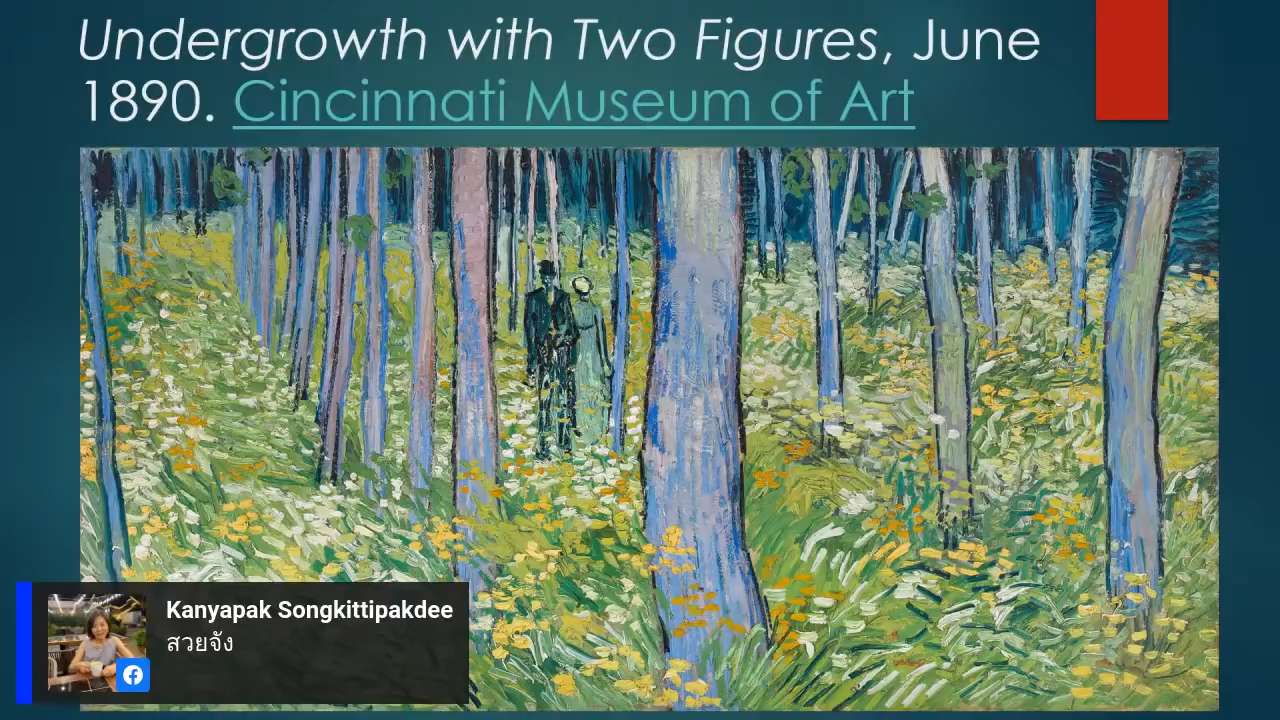 Undergrowth with Two Figures, June
1890. Cincinnati Museum of Art
Kanyapak Songkittipakdee
สวยจัง